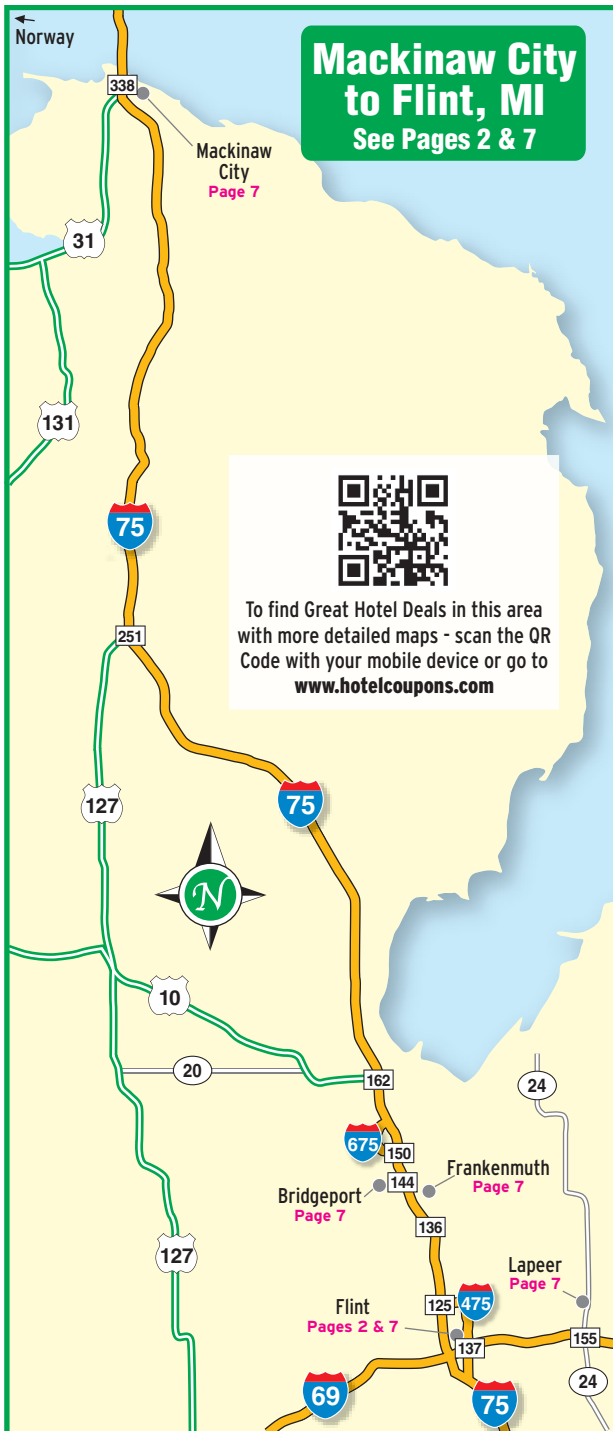 Norway
Mackinaw City
to Flint, MI
See Pages 2 & 7
338
Mackinaw
City
Page 7
31
131
75
To find Great Hotel Deals in this area
with more detailed maps - scan the QR
Code with your mobile device or go to
www.hotelcoupons.com
251
127
75
N
10
20
162
24
675
150
144
Frankenmuth
Page 7
Bridgeport
Page 7
136
127
Lapeer
Page 7
125
475
Flint
Pages 2 & 7
137
155
69
75
24